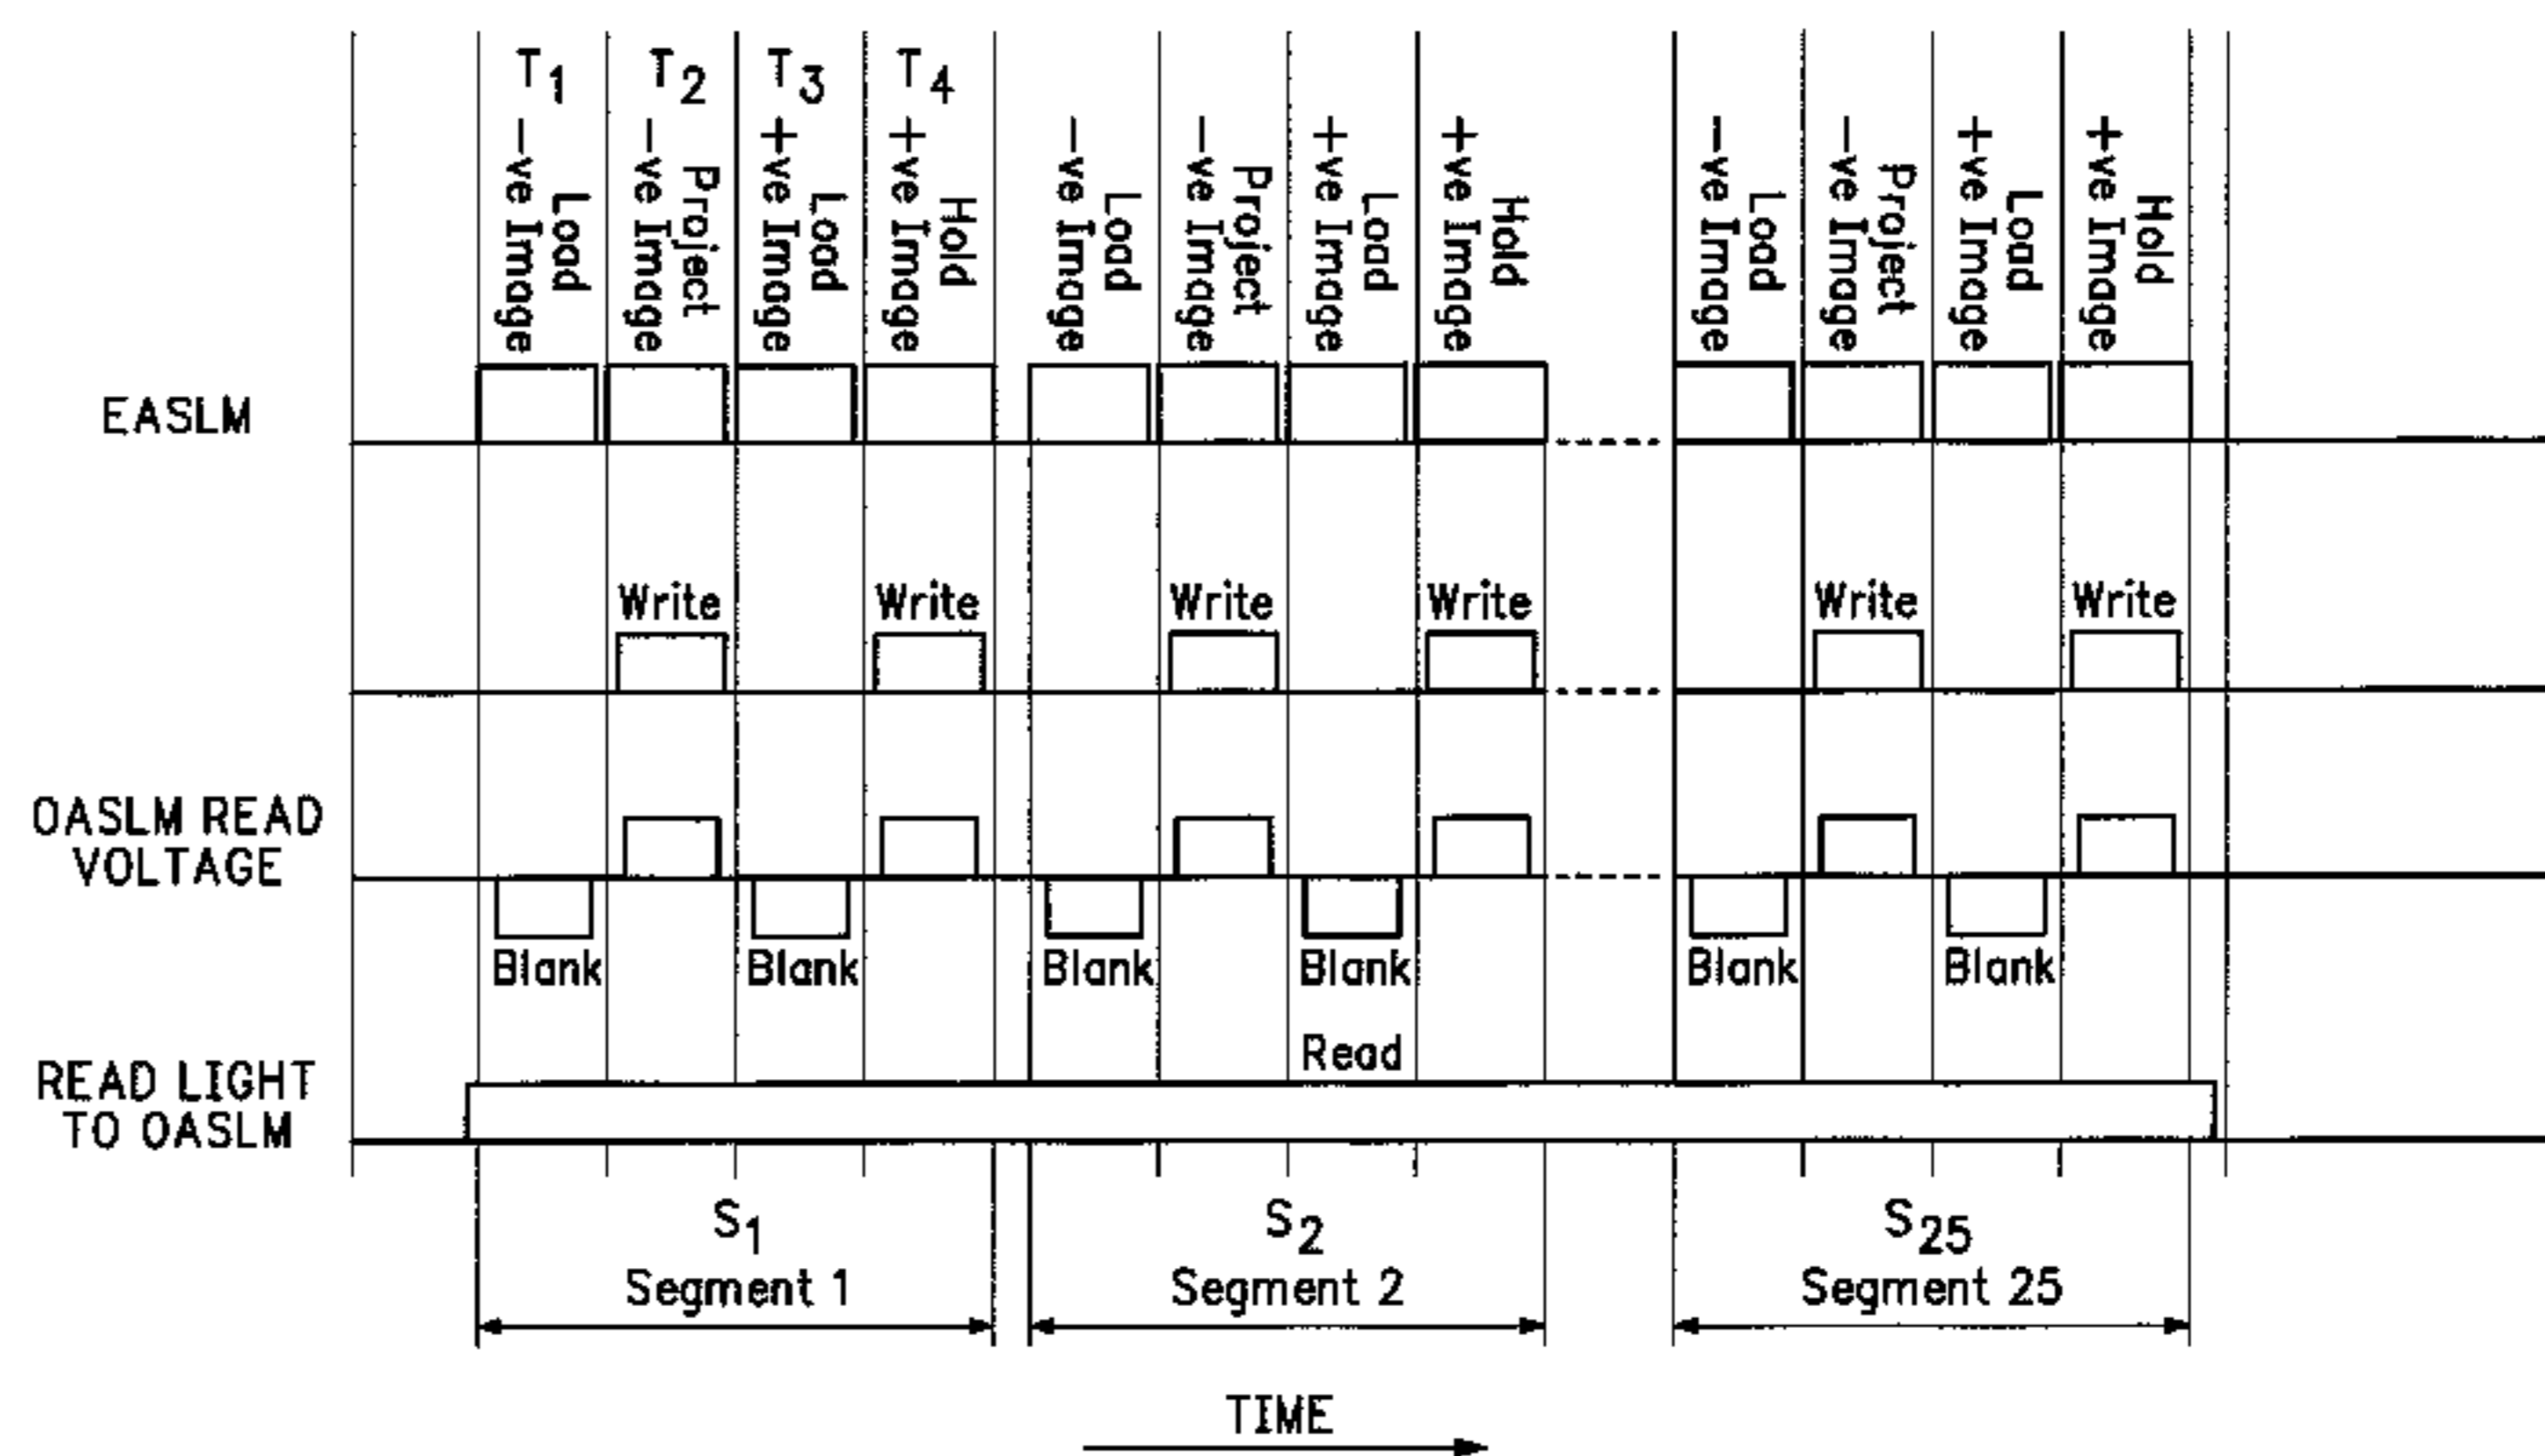 T1 T2 T3 T4
Load
-ve Image
Project
-ve Image
Load
+ve Image
Hold
+ve Image
Load
-ve Image
Project
-ve Image
Load
+ve Image
Hold
+ve Image
Load
-ve Image
Project
-ve Image
Load
+ve Image
Hold
+ve Image
EASLM
Write Write Write Write Write Write
OASLM READ
VOLTAGE
Blank Blank Blank Blank Blank Blank
Read
READ LIGHT
TO OASLM
S1 S2 S25
Segment 1 Segment 2 Segment 25
TIME